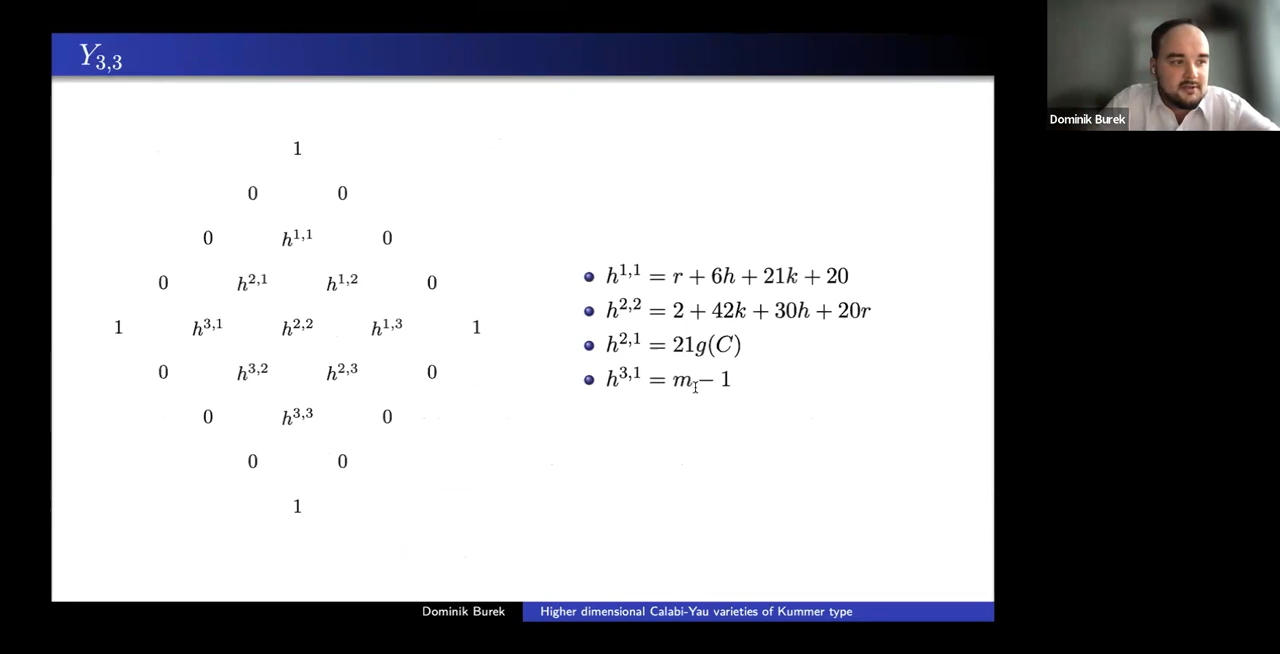 Y_{3,3}
1
0 0
0 h^{1,1} 0
0 h^{2,1} h^{1,2} 0
1 h^{3,1} h^{2,2} h^{1,3} 1
0 h^{3,2} h^{2,3} 0
0 h^{3,3} 0
0 0
1
h^{1,1} = r + 6h + 21k + 20
h^{2,2} = 2 + 42k + 30h + 20r
h^{2,1} = 21g(C)
h^{3,1} = m − 1
Dominik Burek
Dominik Burek Higher dimensional Calabi-Yau varieties of Kummer type